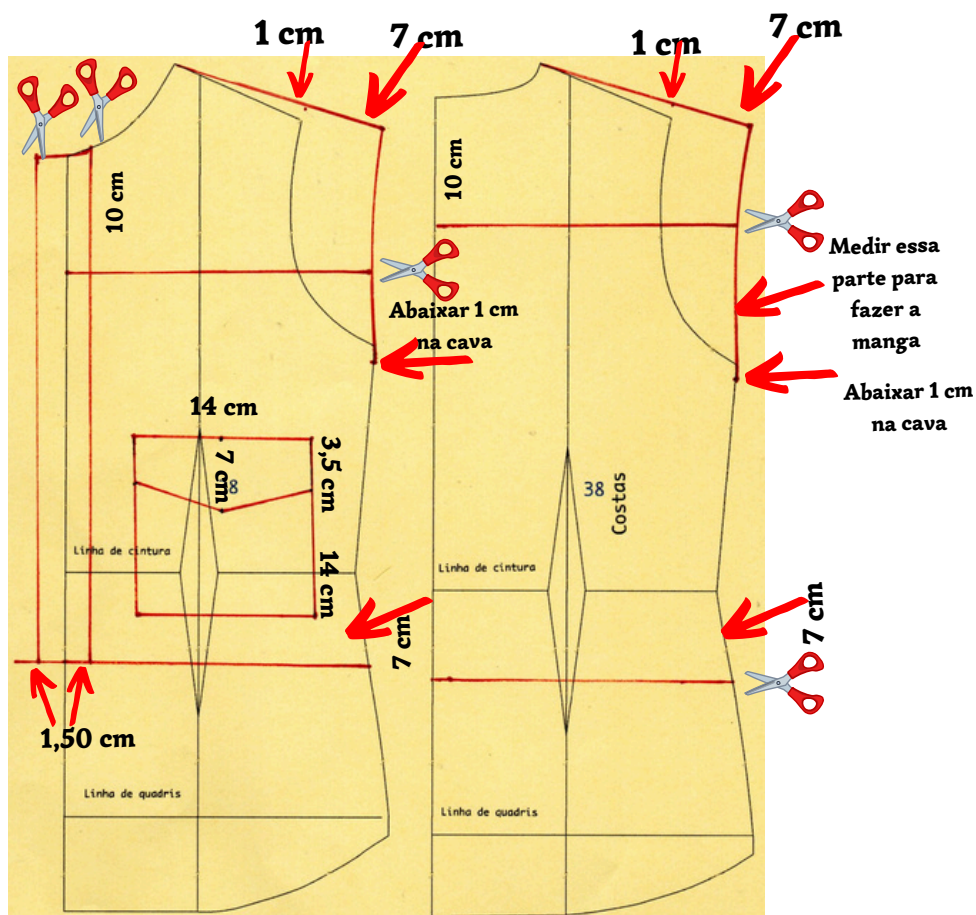 1 cm
7 cm
1 cm
7 cm
10 cm
10 cm
Medir essa
parte para
fazer a
manga
Abaixar 1 cm
na cava
Abaixar 1 cm
na cava
14 cm
3,5 cm
7 cm
38
14 cm
38
Costas
Linha de cintura
Linha de cintura
7 cm
7 cm
1,50 cm
Linha de quadris
Linha de quadris